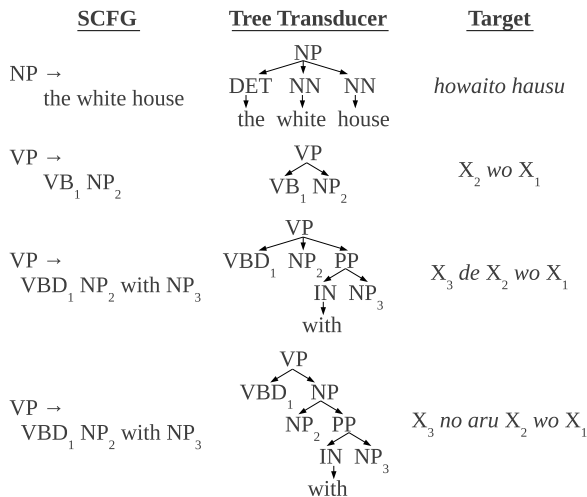 SCFG Tree Transducer Target
NP →
the white house
NP
DET NN NN
the white house
howaito hausu
VP →
VB₁ NP₂
VP
VB₁ NP₂
X₂ wo X₁
VP →
VBD₁ NP₂ with NP₃
VP
VBD₁ NP₂ PP
IN NP₃
with
X₃ de X₂ wo X₁
VP →
VBD₁ NP₂ with NP₃
VP
VBD₁ NP
NP₂ PP
IN NP₃
with
X₃ no aru X₂ wo X₁